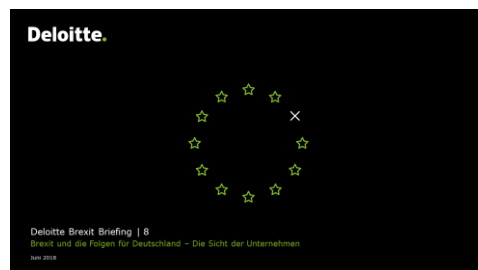 Deloitte.
Deloitte Brexit Briefing | 8
Brexit und die Folgen für Deutschland – Die Sicht der Unternehmen
Juni 2018